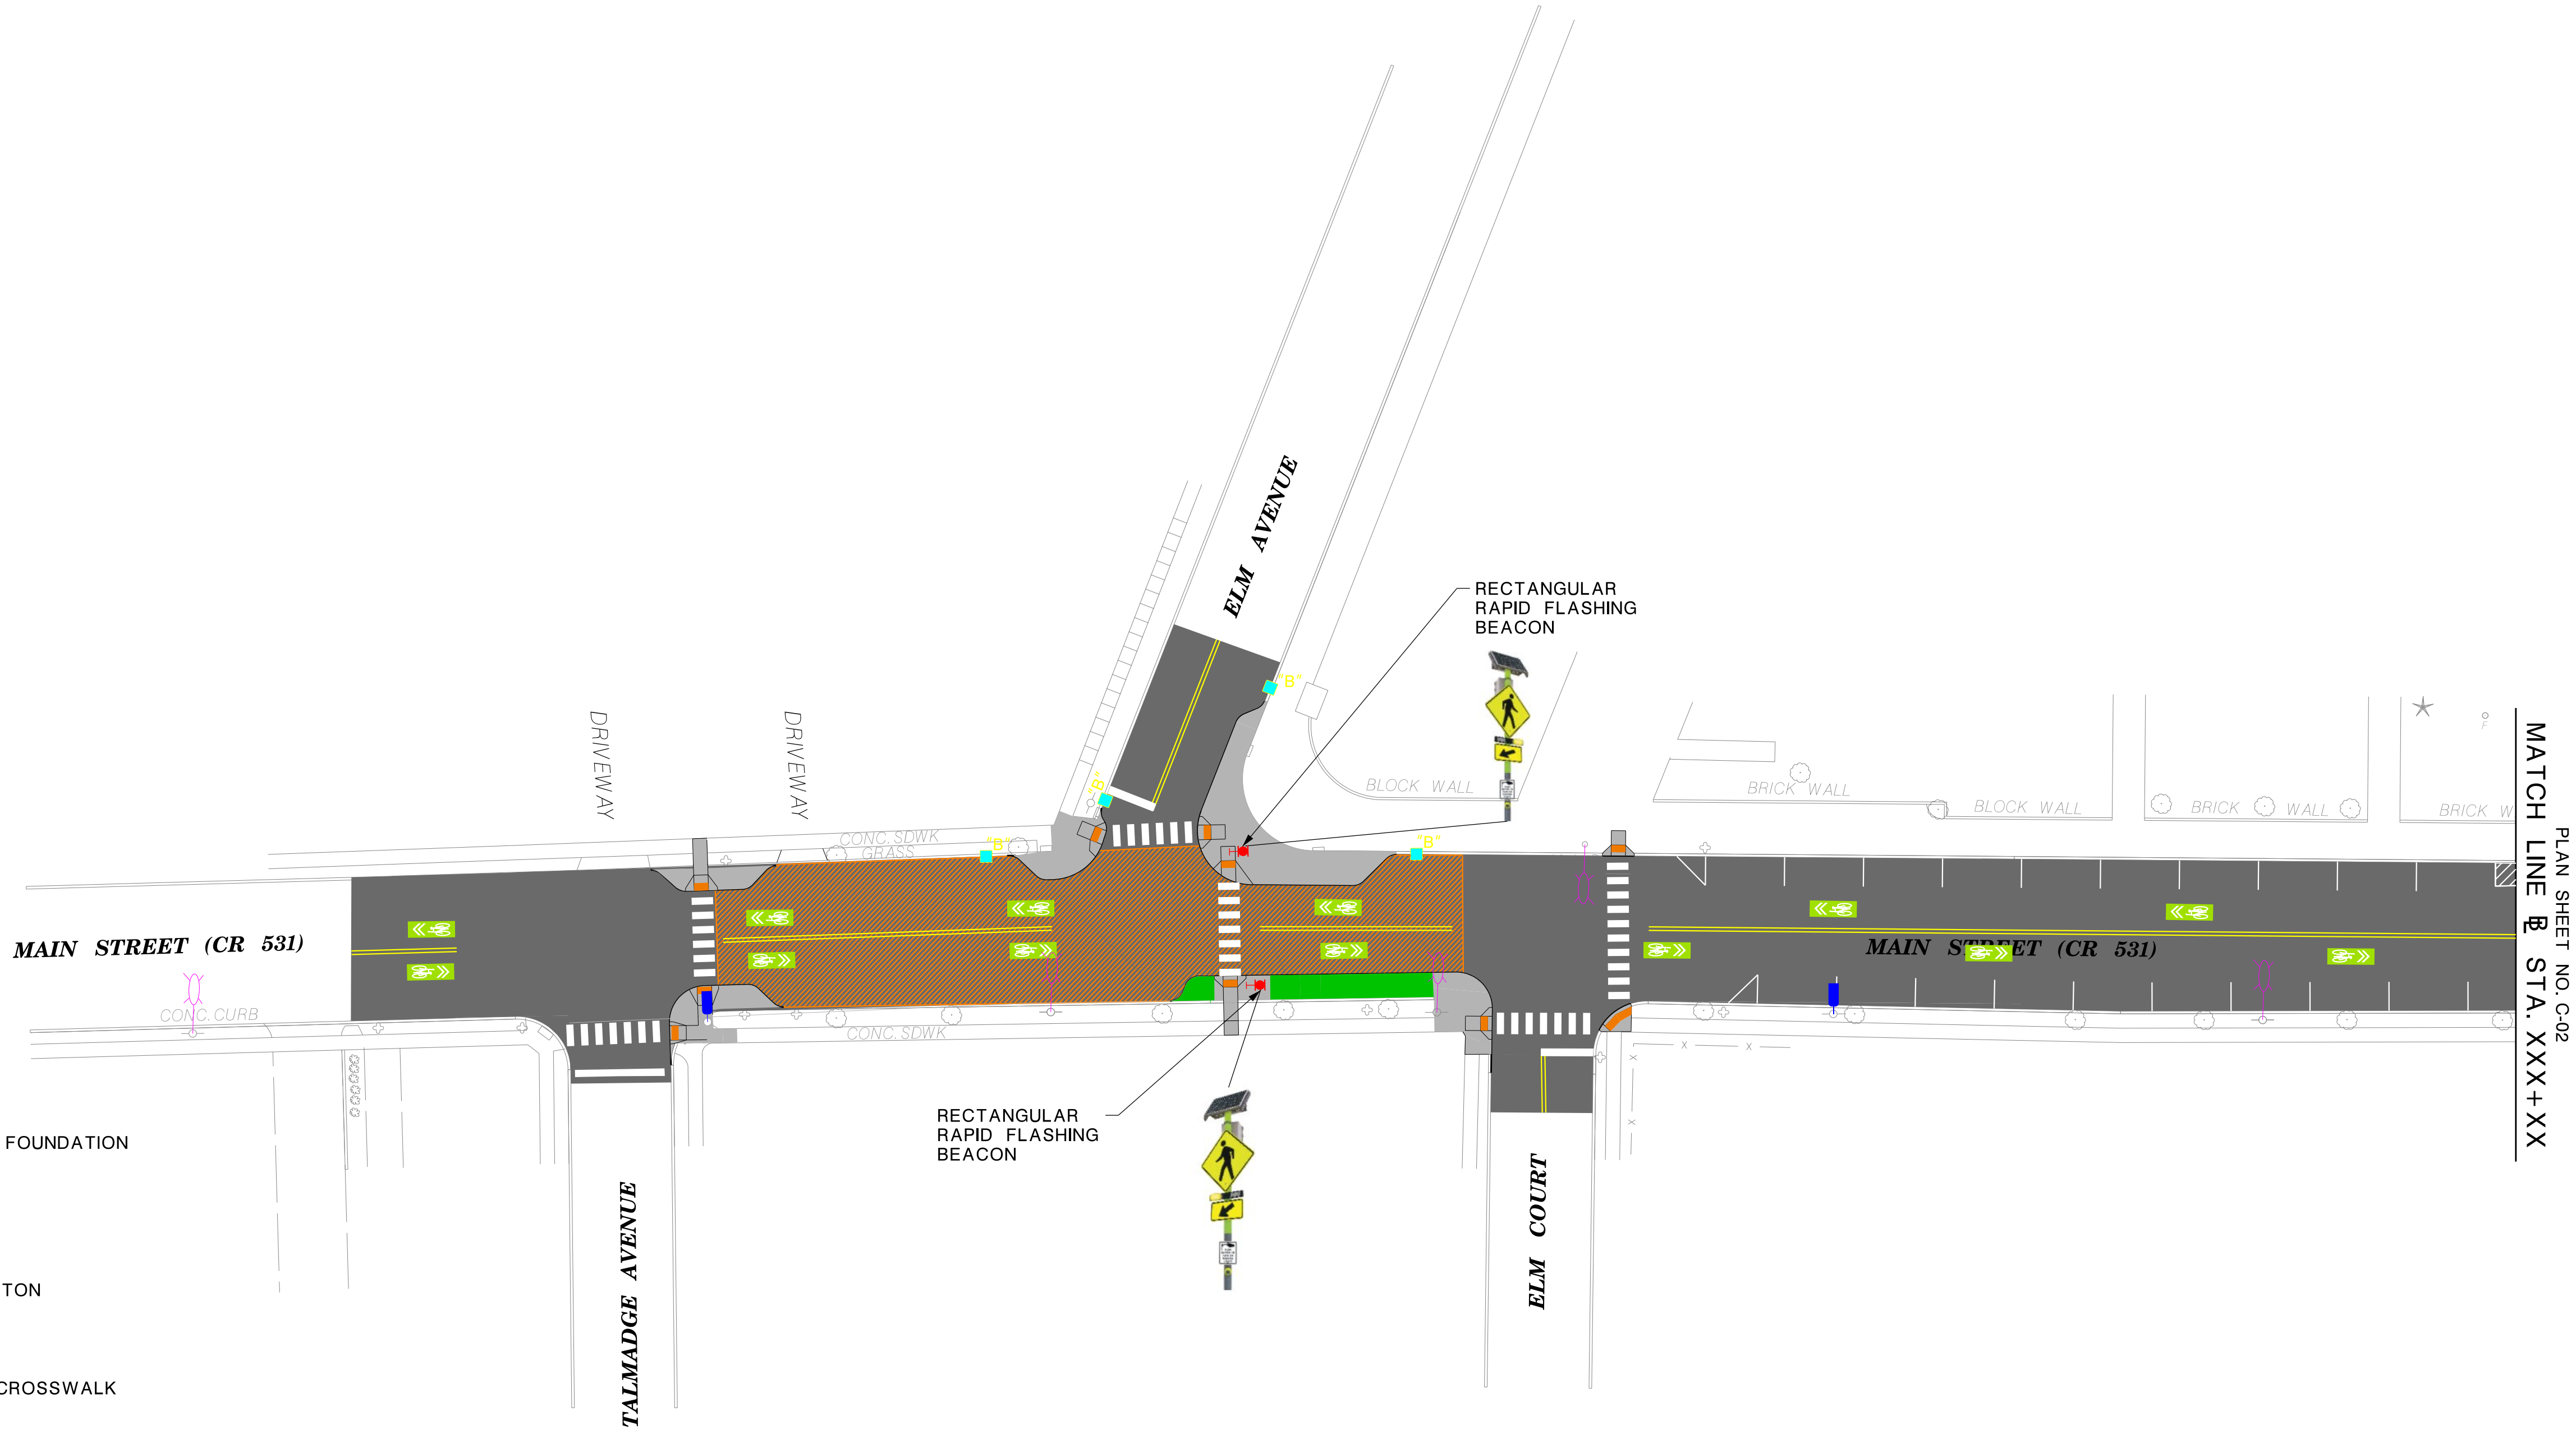 ELM AVENUE
RECTANGULAR
RAPID FLASHING
BEACON
"B"
DRIVEWAY
DRIVEWAY
"B"
BLOCK WALL
BRICK WALL
BLOCK WALL
BRICK WALL
BRICK W
CONC. SDWK
GRASS
"B"
"B"
MAIN STREET (CR 531)
MAIN STREET (CR 531)
CONC. CURB
CONC. SDWK
RECTANGULAR
RAPID FLASHING
BEACON
FOUNDATION
TON
CROSSWALK
TALMADGE AVENUE
ELM COURT
MATCH LINE B STA. XXX+XX
PLAN SHEET NO. C-02
F
X X
X
X